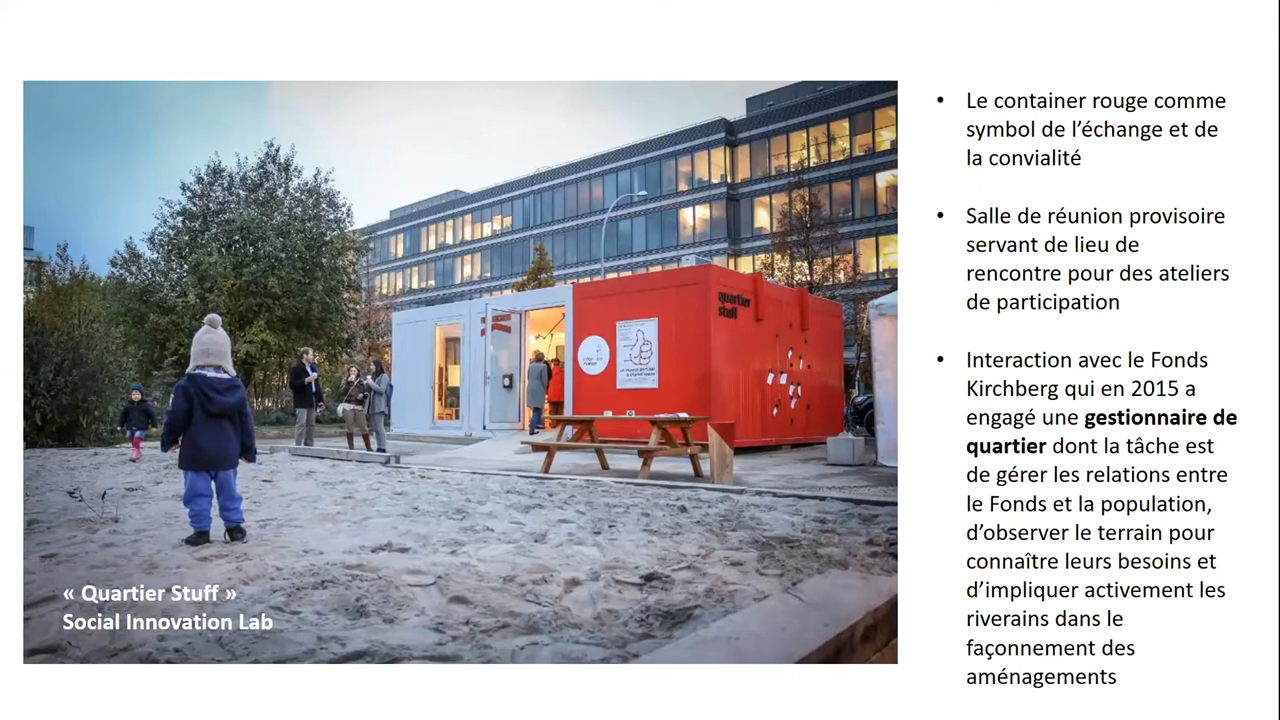 quartier
stuff
« Quartier Stuff »
Social Innovation Lab
• Le container rouge comme
symbol de l’échange et de
la convialité
• Salle de réunion provisoire
servant de lieu de
rencontre pour des ateliers
de participation
• Interaction avec le Fonds
Kirchberg qui en 2015 a
engagé une gestionnaire de
quartier dont la tâche est
de gérer les relations entre
le Fonds et la population,
d’observer le terrain pour
connaître leurs besoins et
d’impliquer activement les
riverains dans le
façonnement des
aménagements